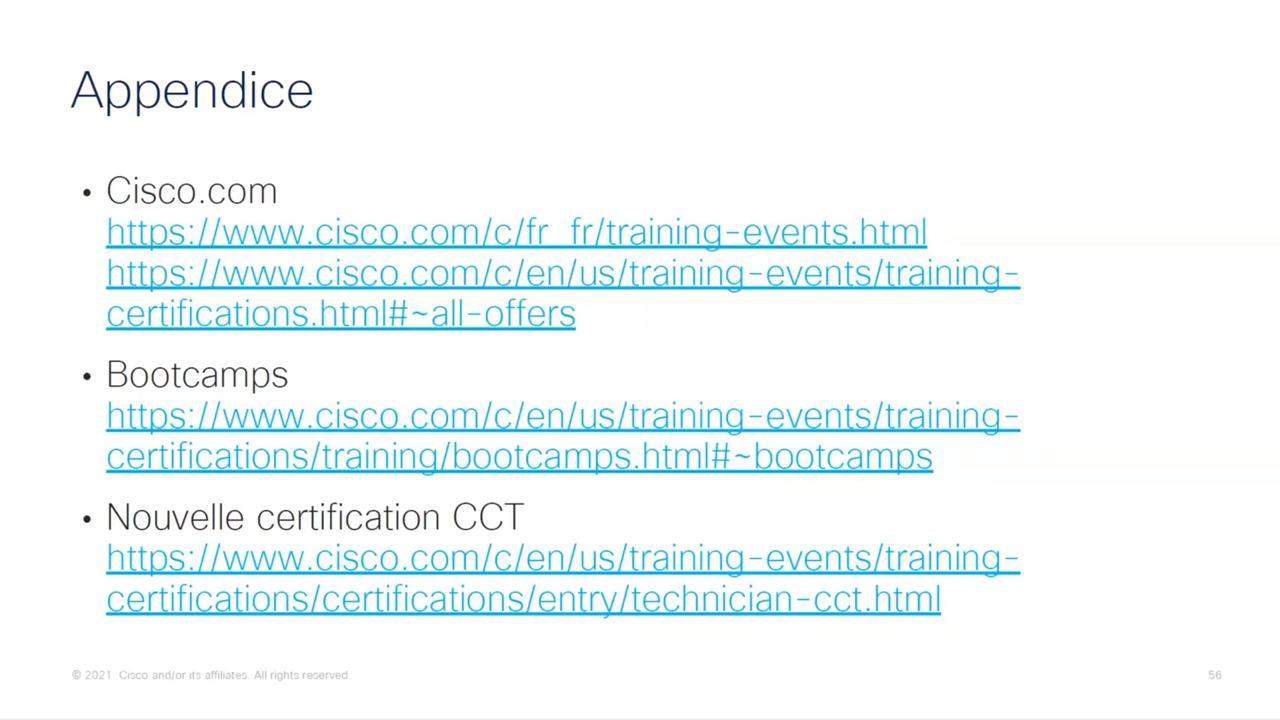 Appendice
• Cisco.com
https://www.cisco.com/c/fr_fr/training-events.html
https://www.cisco.com/c/en/us/training-events/training-
certifications.html#~all-offers
• Bootcamps
https://www.cisco.com/c/en/us/training-events/training-
certifications/training/bootcamps.html#~bootcamps
• Nouvelle certification CCT
https://www.cisco.com/c/en/us/training-events/training-
certifications/certifications/entry/technician-cct.html
© 2021 Cisco and/or its affiliates. All rights reserved.
56